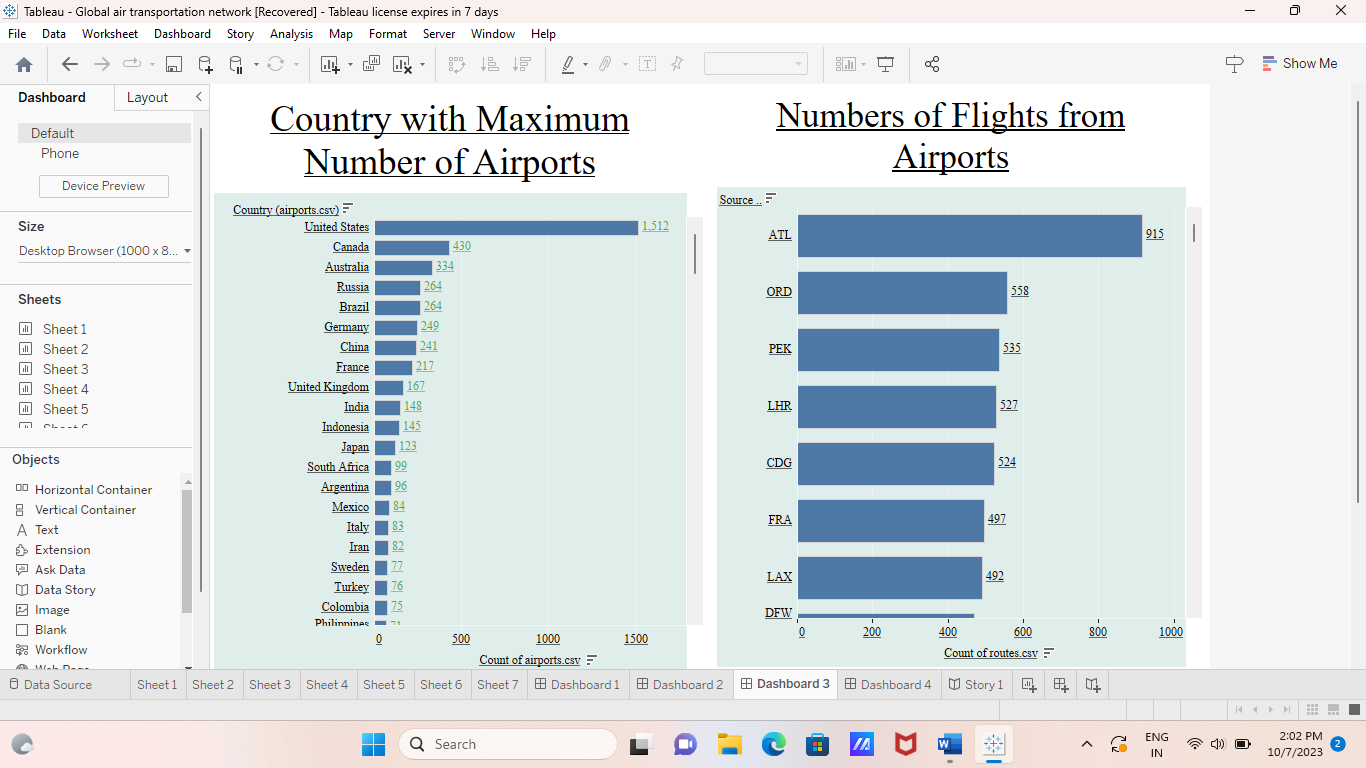 Tableau - Global air transportation network [Recovered] - Tableau license expires in 7 days
File Data Worksheet Dashboard Story Analysis Map Format Server Window Help
Show Me
Dashboard Layout
Default
Phone
Device Preview
Size
Desktop Browser (1000 x 8...
Sheets
Sheet 1
Sheet 2
Sheet 3
Sheet 4
Sheet 5
Objects
Horizontal Container
Vertical Container
Text
Extension
Ask Data
Data Story
Image
Blank
Workflow
Country with Maximum
Number of Airports
Country (airports.csv)
United States 1,512
Canada 430
Australia 334
Russia 264
Brazil 264
Germany 249
China 241
France 217
United Kingdom 167
India 148
Indonesia 145
Japan 123
South Africa 99
Argentina 96
Mexico 84
Italy 83
Iran 82
Sweden 77
Turkey 76
Colombia 75
Philippines 71
0 500 1000 1500
Count of airports.csv
Numbers of Flights from
Airports
Source ..
ATL 915
ORD 558
PEK 535
LHR 527
CDG 524
FRA 497
LAX 492
DFW
0 200 400 600 800 1000
Count of routes.csv
Data Source Sheet 1 Sheet 2 Sheet 3 Sheet 4 Sheet 5 Sheet 6 Sheet 7 Dashboard 1 Dashboard 2 Dashboard 3 Dashboard 4 Story 1
Search
ENG
IN
2:02 PM
10/7/2023
2